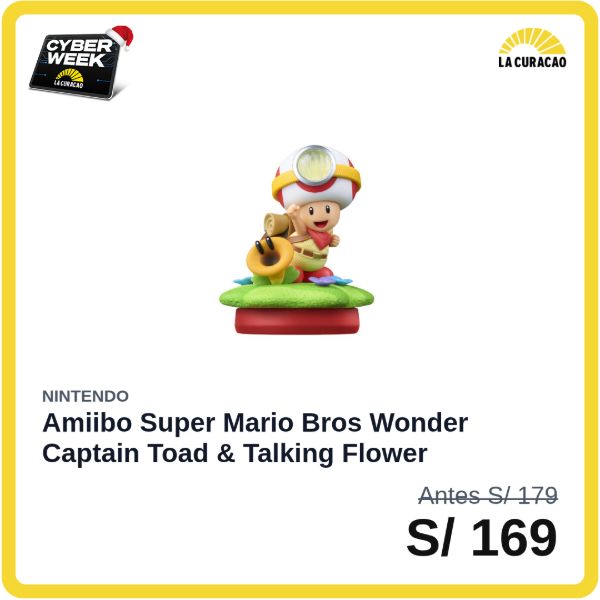 CYBER
WEEK
LA CURACAO
LA CURACAO
NINTENDO
Amiibo Super Mario Bros Wonder
Captain Toad & Talking Flower
Antes S/ 179
S/ 169